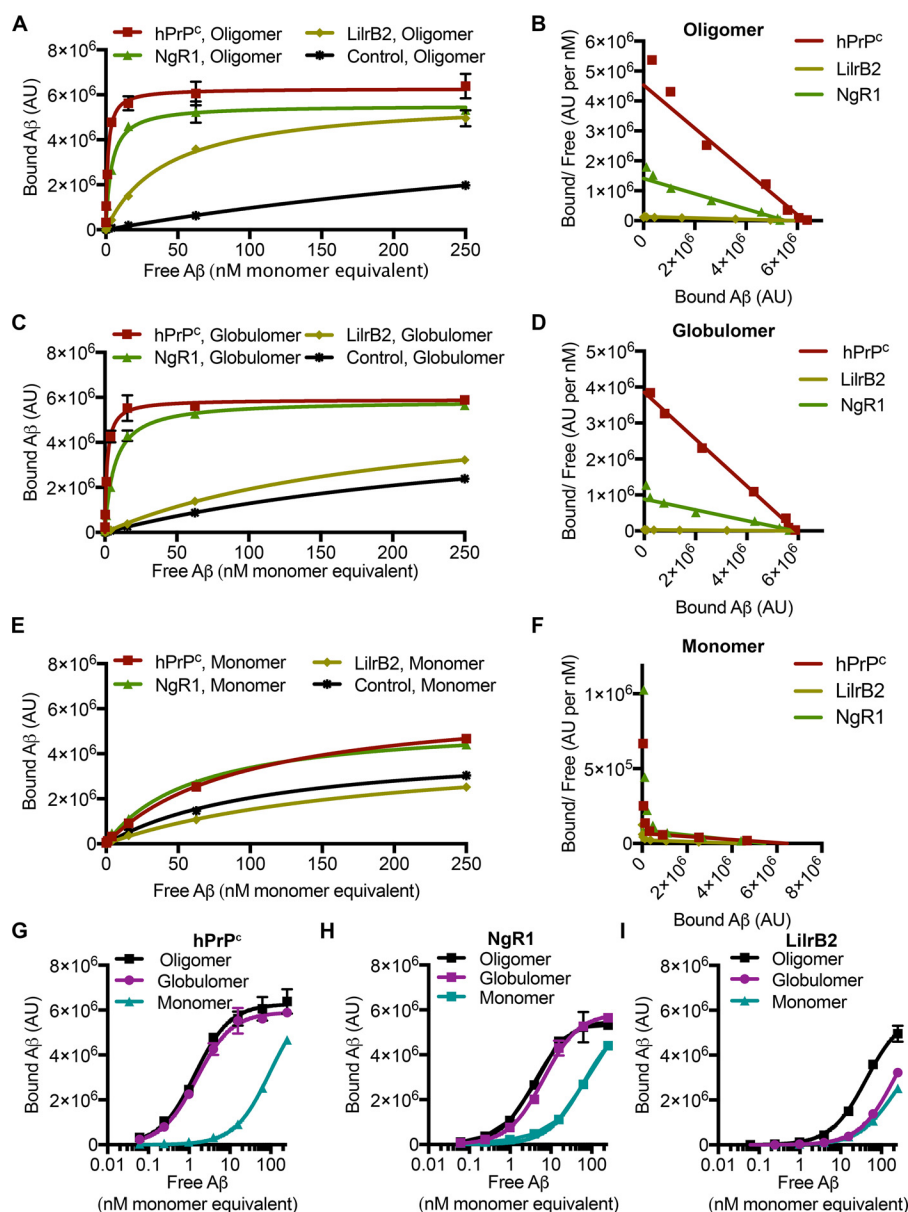 A
hPrPᶜ, Oligomer
LilrB2, Oligomer
NgR1, Oligomer
Control, Oligomer
8×10⁶
6×10⁶
4×10⁶
2×10⁶
0
Bound Aβ (AU)
0 50 100 150 200 250
Free Aβ (nM monomer equivalent)
B
Oligomer
hPrPᶜ
LilrB2
NgR1
6×10⁶
5×10⁶
4×10⁶
3×10⁶
2×10⁶
1×10⁶
0
Bound/ Free (AU per nM)
0 2×10⁶ 4×10⁶ 6×10⁶
Bound Aβ (AU)
C
hPrPᶜ, Globulomer
LilrB2, Globulomer
NgR1, Globulomer
Control, Globulomer
8×10⁶
6×10⁶
4×10⁶
2×10⁶
0
Bound Aβ (AU)
0 50 100 150 200 250
Free Aβ (nM monomer equivalent)
D
Globulomer
hPrPᶜ
LilrB2
NgR1
5×10⁶
4×10⁶
3×10⁶
2×10⁶
1×10⁶
0
Bound/ Free (AU per nM)
0 2×10⁶ 4×10⁶ 6×10⁶
Bound Aβ (AU)
E
hPrPᶜ, Monomer
LilrB2, Monomer
NgR1, Monomer
Control, Monomer
8×10⁶
6×10⁶
4×10⁶
2×10⁶
0
Bound Aβ (AU)
0 50 100 150 200 250
Free Aβ (nM monomer equivalent)
F
Monomer
hPrPᶜ
LilrB2
NgR1
1×10⁶
5×10⁵
0
Bound/ Free (AU per nM)
0 2×10⁶ 4×10⁶ 6×10⁶ 8×10⁶
Bound Aβ (AU)
G
hPrPᶜ
Oligomer
Globulomer
Monomer
8×10⁶
6×10⁶
4×10⁶
2×10⁶
0
Bound Aβ (AU)
0.01 0.1 1 10 100
Free Aβ
(nM monomer equivalent)
H
NgR1
Oligomer
Globulomer
Monomer
8×10⁶
6×10⁶
4×10⁶
2×10⁶
0
Bound Aβ (AU)
0.01 0.1 1 10 100
Free Aβ
(nM monomer equivalent)
I
LilrB2
Oligomer
Globulomer
Monomer
8×10⁶
6×10⁶
4×10⁶
2×10⁶
0
Bound Aβ (AU)
0.01 0.1 1 10 100
Free Aβ
(nM monomer equivalent)